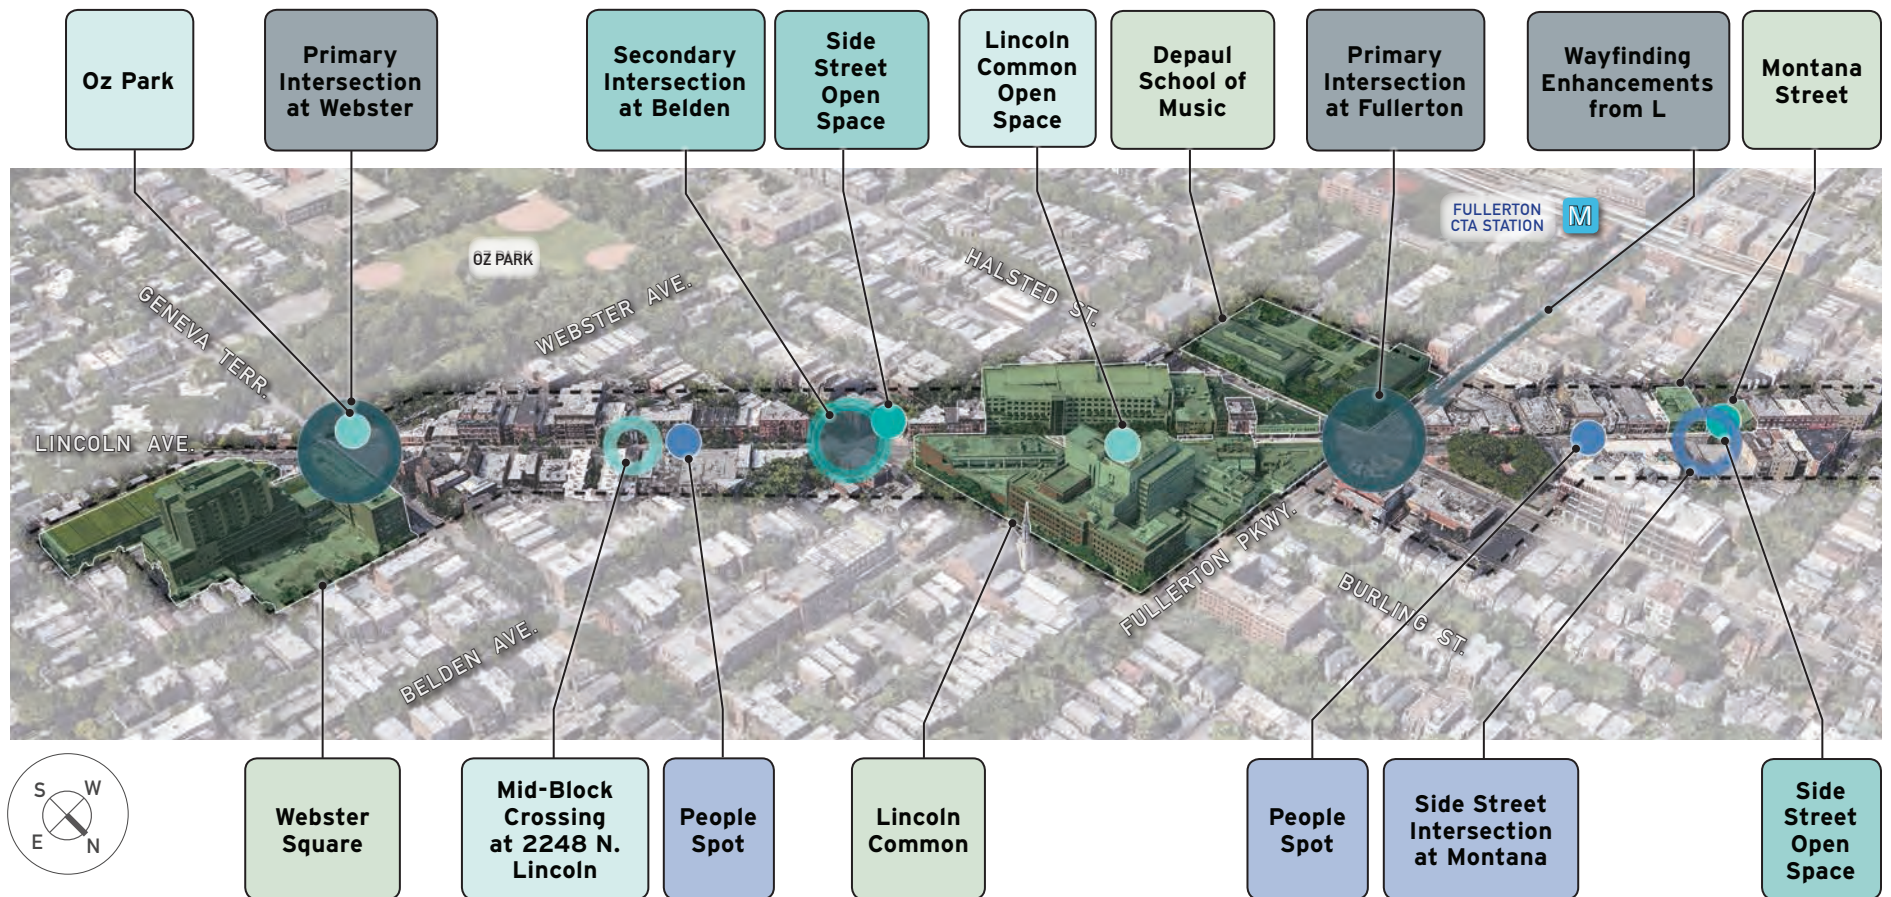 Oz Park
Primary
Intersection
at Webster
Secondary
Intersection
at Belden
Side
Street
Open
Space
Lincoln
Common
Open
Space
Depaul
School of
Music
Primary
Intersection
at Fullerton
Wayfinding
Enhancements
from L
Montana
Street
FULLERTON
CTA STATION
M
OZ PARK
GENEVA TERR.
WEBSTER AVE.
HALSTED ST.
LINCOLN AVE.
BELDEN AVE.
FULLERTON PKWY.
BURLING ST.
S W
E N
Webster
Square
Mid-Block
Crossing
at 2248 N.
Lincoln
People
Spot
Lincoln
Common
People
Spot
Side Street
Intersection
at Montana
Side
Street
Open
Space